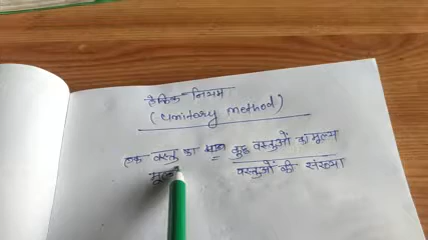 ऐकिक नियम
(Unitary Method)
एक वस्तु का = कुछ वस्तुओं का मूल्य
मूल्य वस्तुओं की संख्या